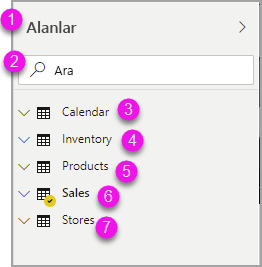 1 Alanlar
2 Ara
Calendar 3
Inventory 4
Products 5
Sales 6
Stores 7